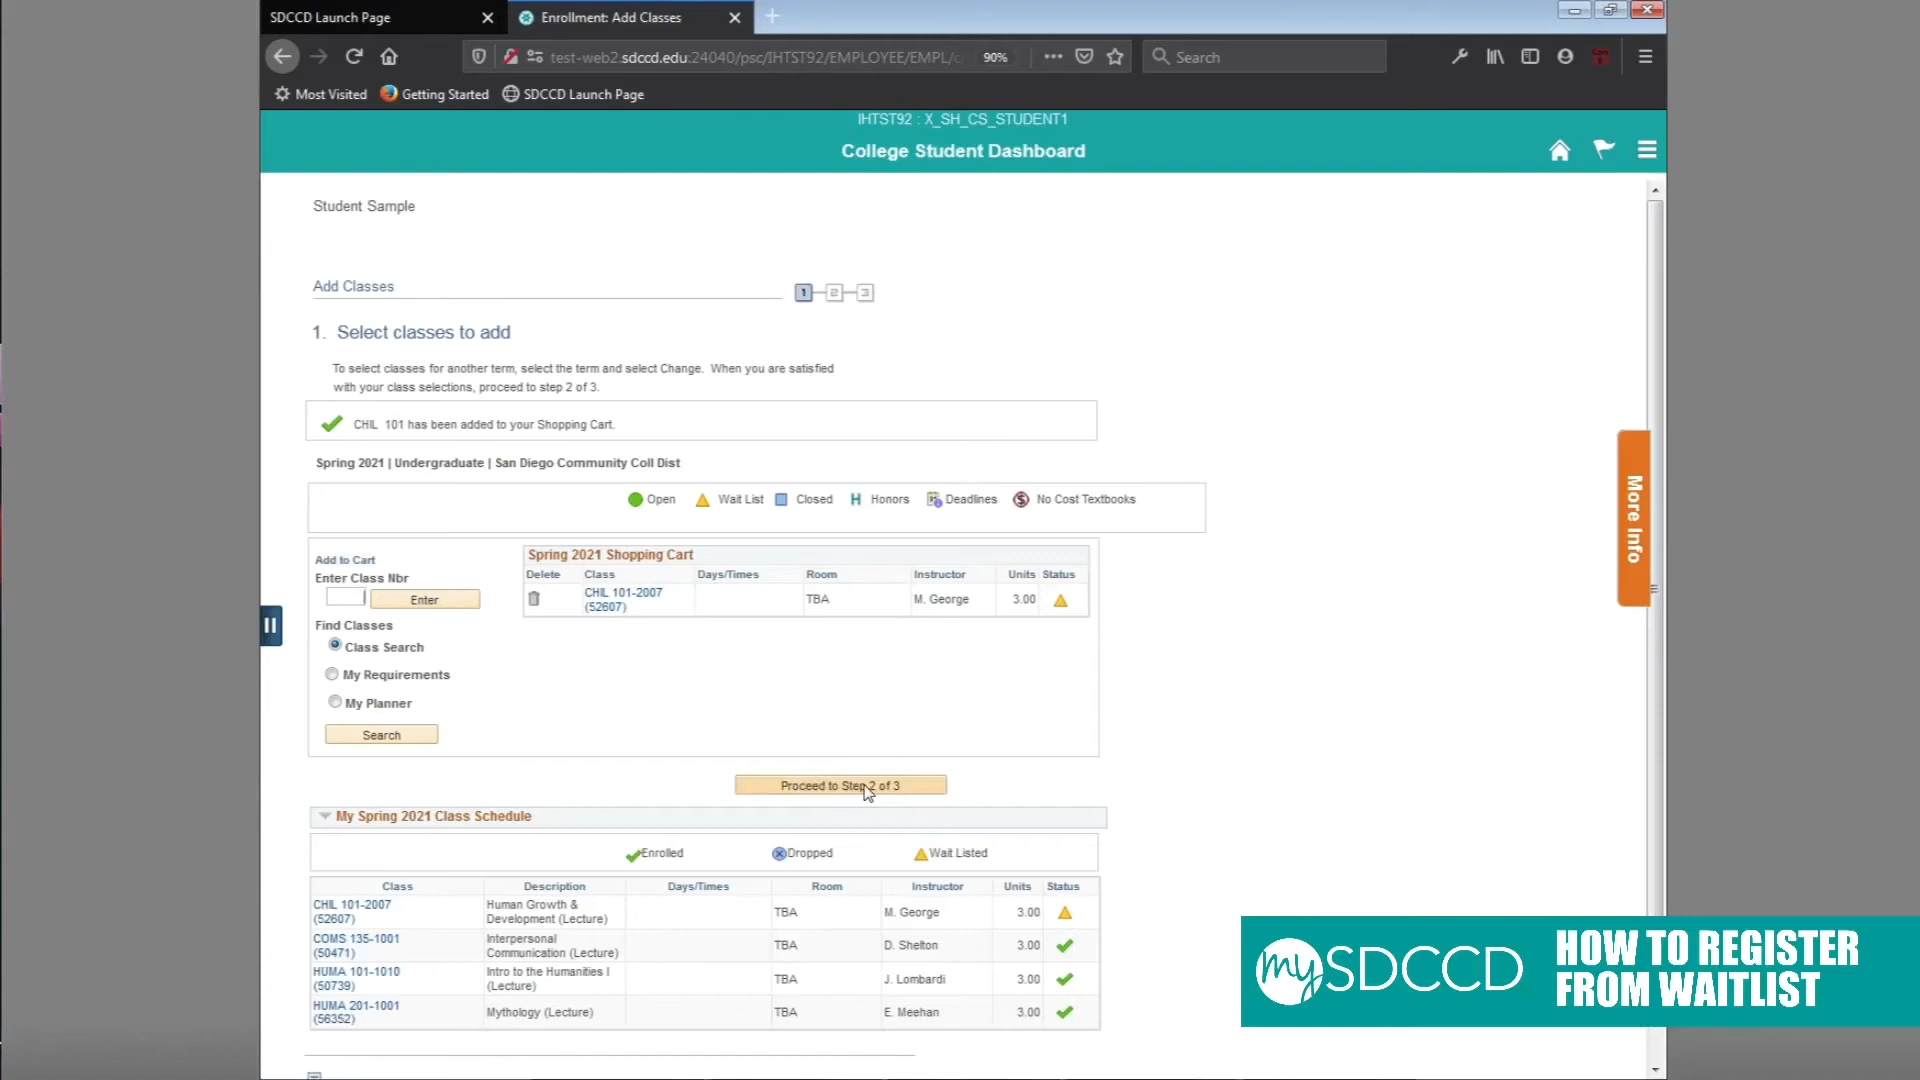 SDCCD Launch Page
Enrollment: Add Classes
test-web2.sdccd.edu:24040/psc/IHTST92/EMPLOYEE/EMPL/c
90%
Search
Most Visited
Getting Started
SDCCD Launch Page
IHTST92 : X_SH_CS_STUDENT1
College Student Dashboard
Student Sample
Add Classes
1 2 3
1. Select classes to add
To select classes for another term, select the term and select Change. When you are satisfied
with your class selections, proceed to step 2 of 3.
CHIL 101 has been added to your Shopping Cart.
Spring 2021 | Undergraduate | San Diego Community Coll Dist
Open Wait List Closed H Honors Deadlines No Cost Textbooks
More Info
Add to Cart
Enter Class Nbr
Enter
Find Classes
Class Search
My Requirements
My Planner
Search
Spring 2021 Shopping Cart
Delete Class Days/Times Room Instructor Units Status
CHIL 101-2007
(52607)
TBA M. George 3.00
Proceed to Step 2 of 3
My Spring 2021 Class Schedule
Enrolled Dropped Wait Listed
Class Description Days/Times Room Instructor Units Status
CHIL 101-2007 Human Growth &
(52607) Development (Lecture) TBA M. George 3.00
COMS 135-1001 Interpersonal
(50471) Communication (Lecture) TBA D. Shelton 3.00
HUMA 101-1010 Intro to the Humanities I
(50739) (Lecture) TBA J. Lombardi 3.00
HUMA 201-1001
(56352) Mythology (Lecture) TBA E. Meehan 3.00
mySDCCD
HOW TO REGISTER
FROM WAITLIST